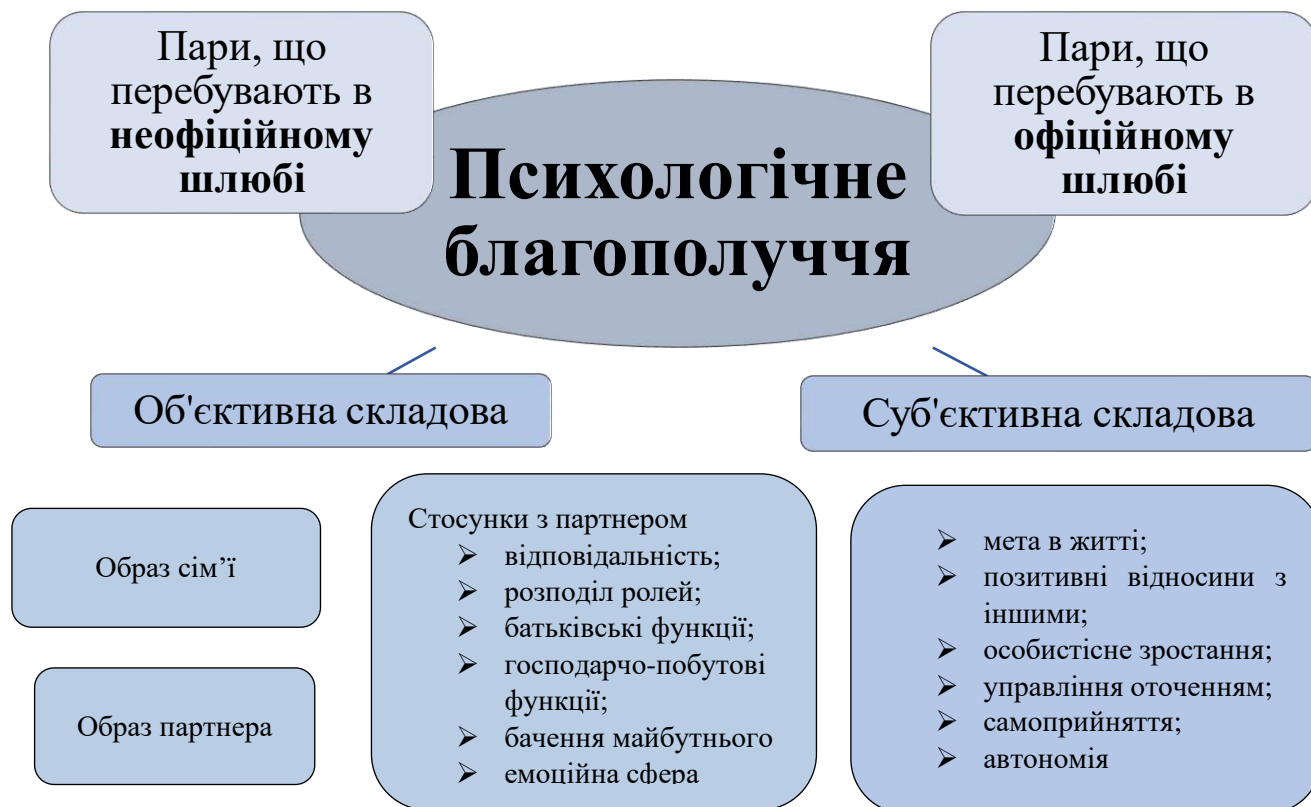 Пари, що
перебувають в
неофіційному
шлюбі
Пари, що
перебувають в
офіційному
шлюбі
Психологічне
благополуччя
Об'єктивна складова
Суб'єктивна складова
Образ сім’ї
Образ партнера
Стосунки з партнером
➢ відповідальність;
➢ розподіл ролей;
➢ батьківські функції;
➢ господарчо-побутові
функції;
➢ бачення майбутнього
➢ емоційна сфера
➢ мета в житті;
➢ позитивні відносини з
іншими;
➢ особистісне зростання;
➢ управління оточенням;
➢ самоприйняття;
➢ автономія